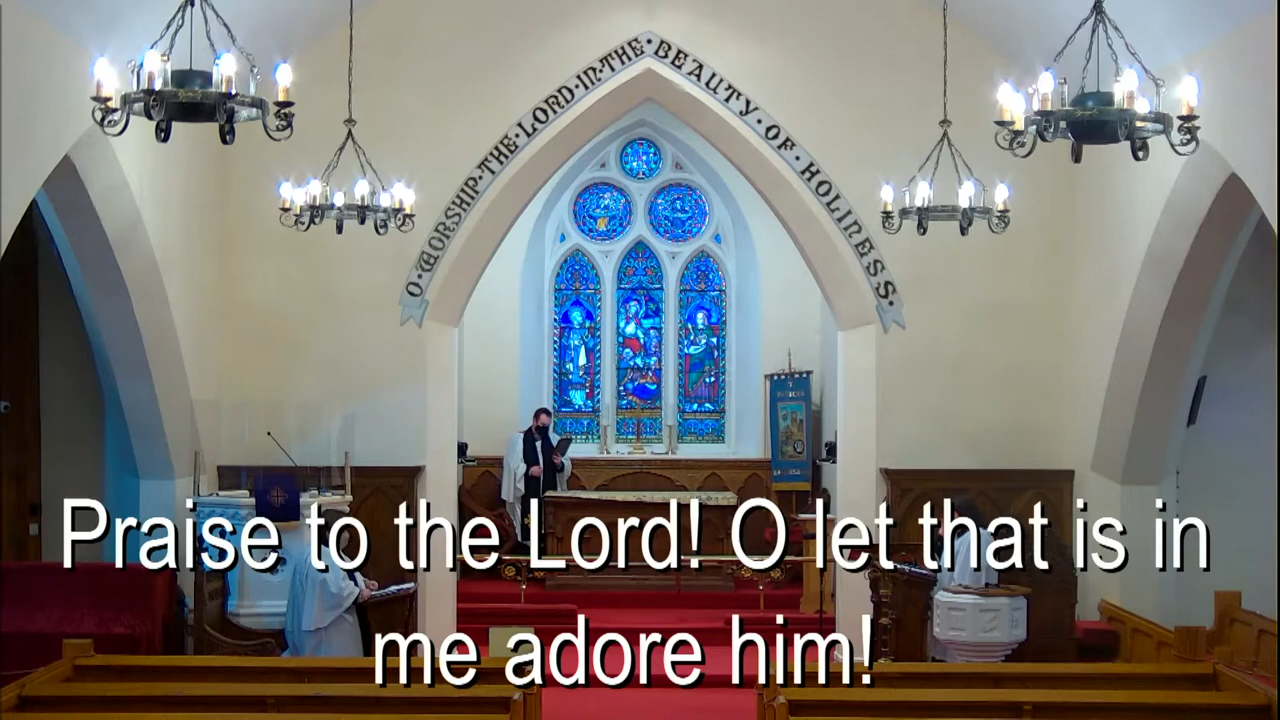 O·WORSHIP·THE·LORD·IN·THE·BEAUTY·OF·HOLINESS·
Praise to the Lord! O let that is in
me adore him!